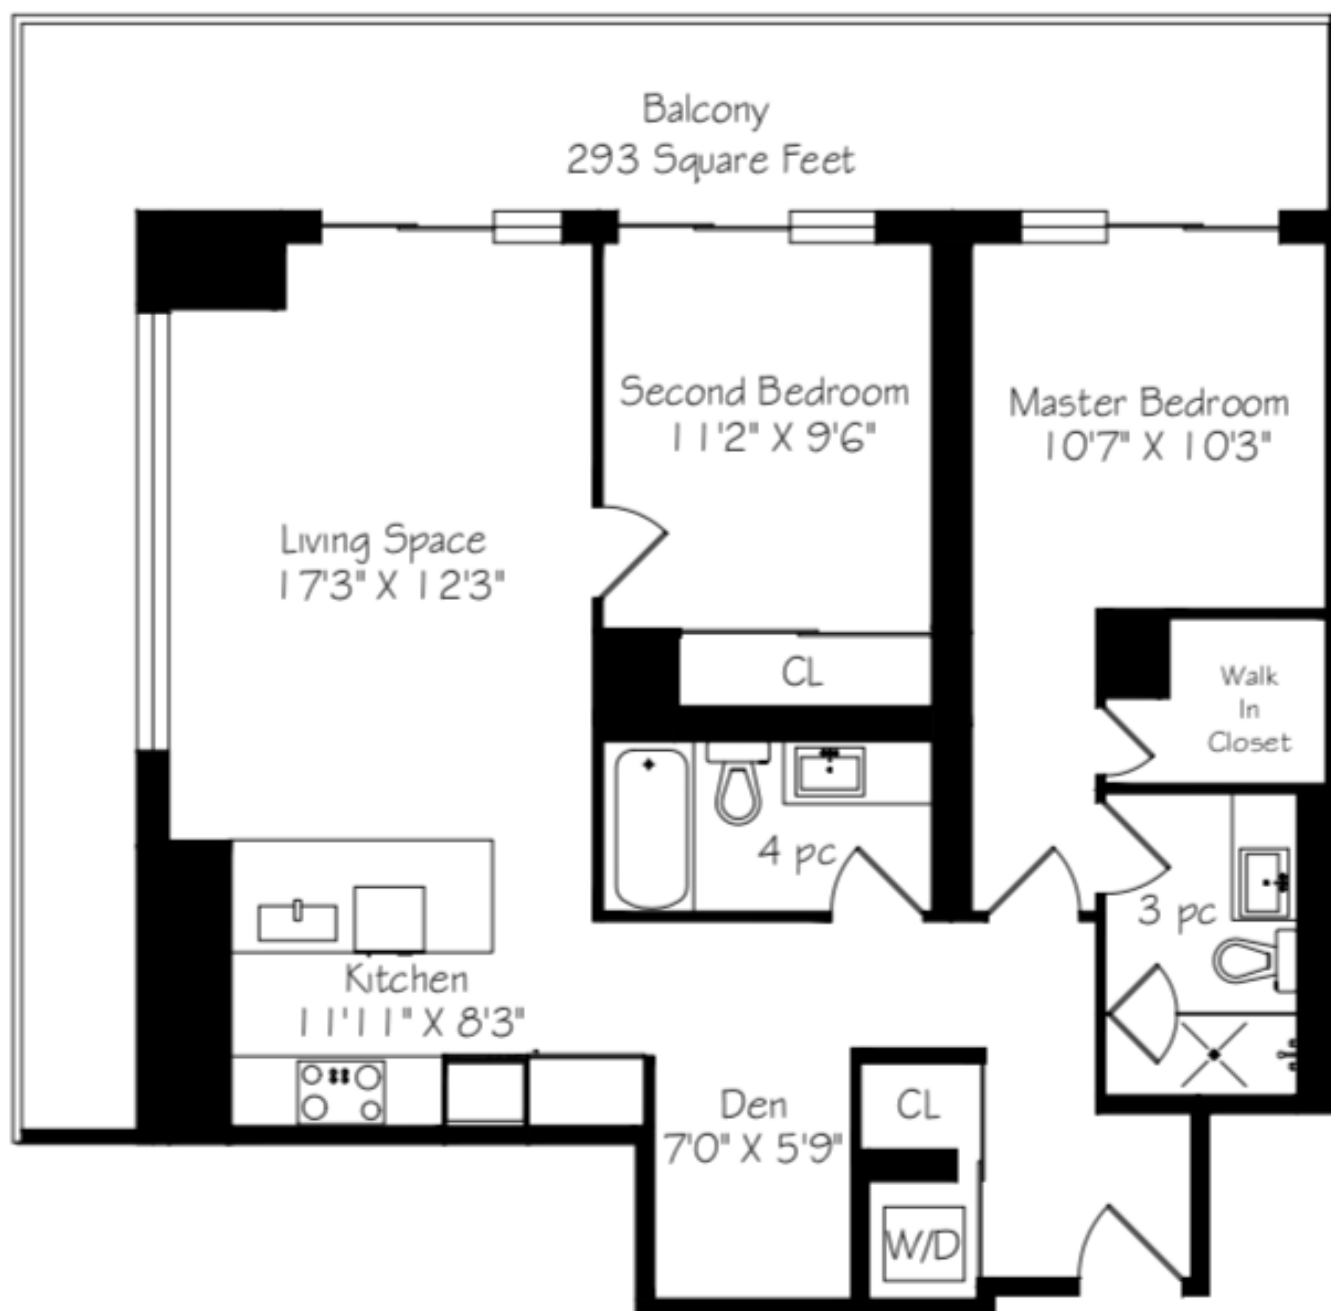 Balcony
293 Square Feet
Second Bedroom
11'2" X 9'6"
Master Bedroom
10'7" X 10'3"
Living Space
17'3" X 12'3"
CL
Walk
In
Closet
4 pc
3 pc
Kitchen
11'11" X 8'3"
Den
7'0" X 5'9"
CL
W/D